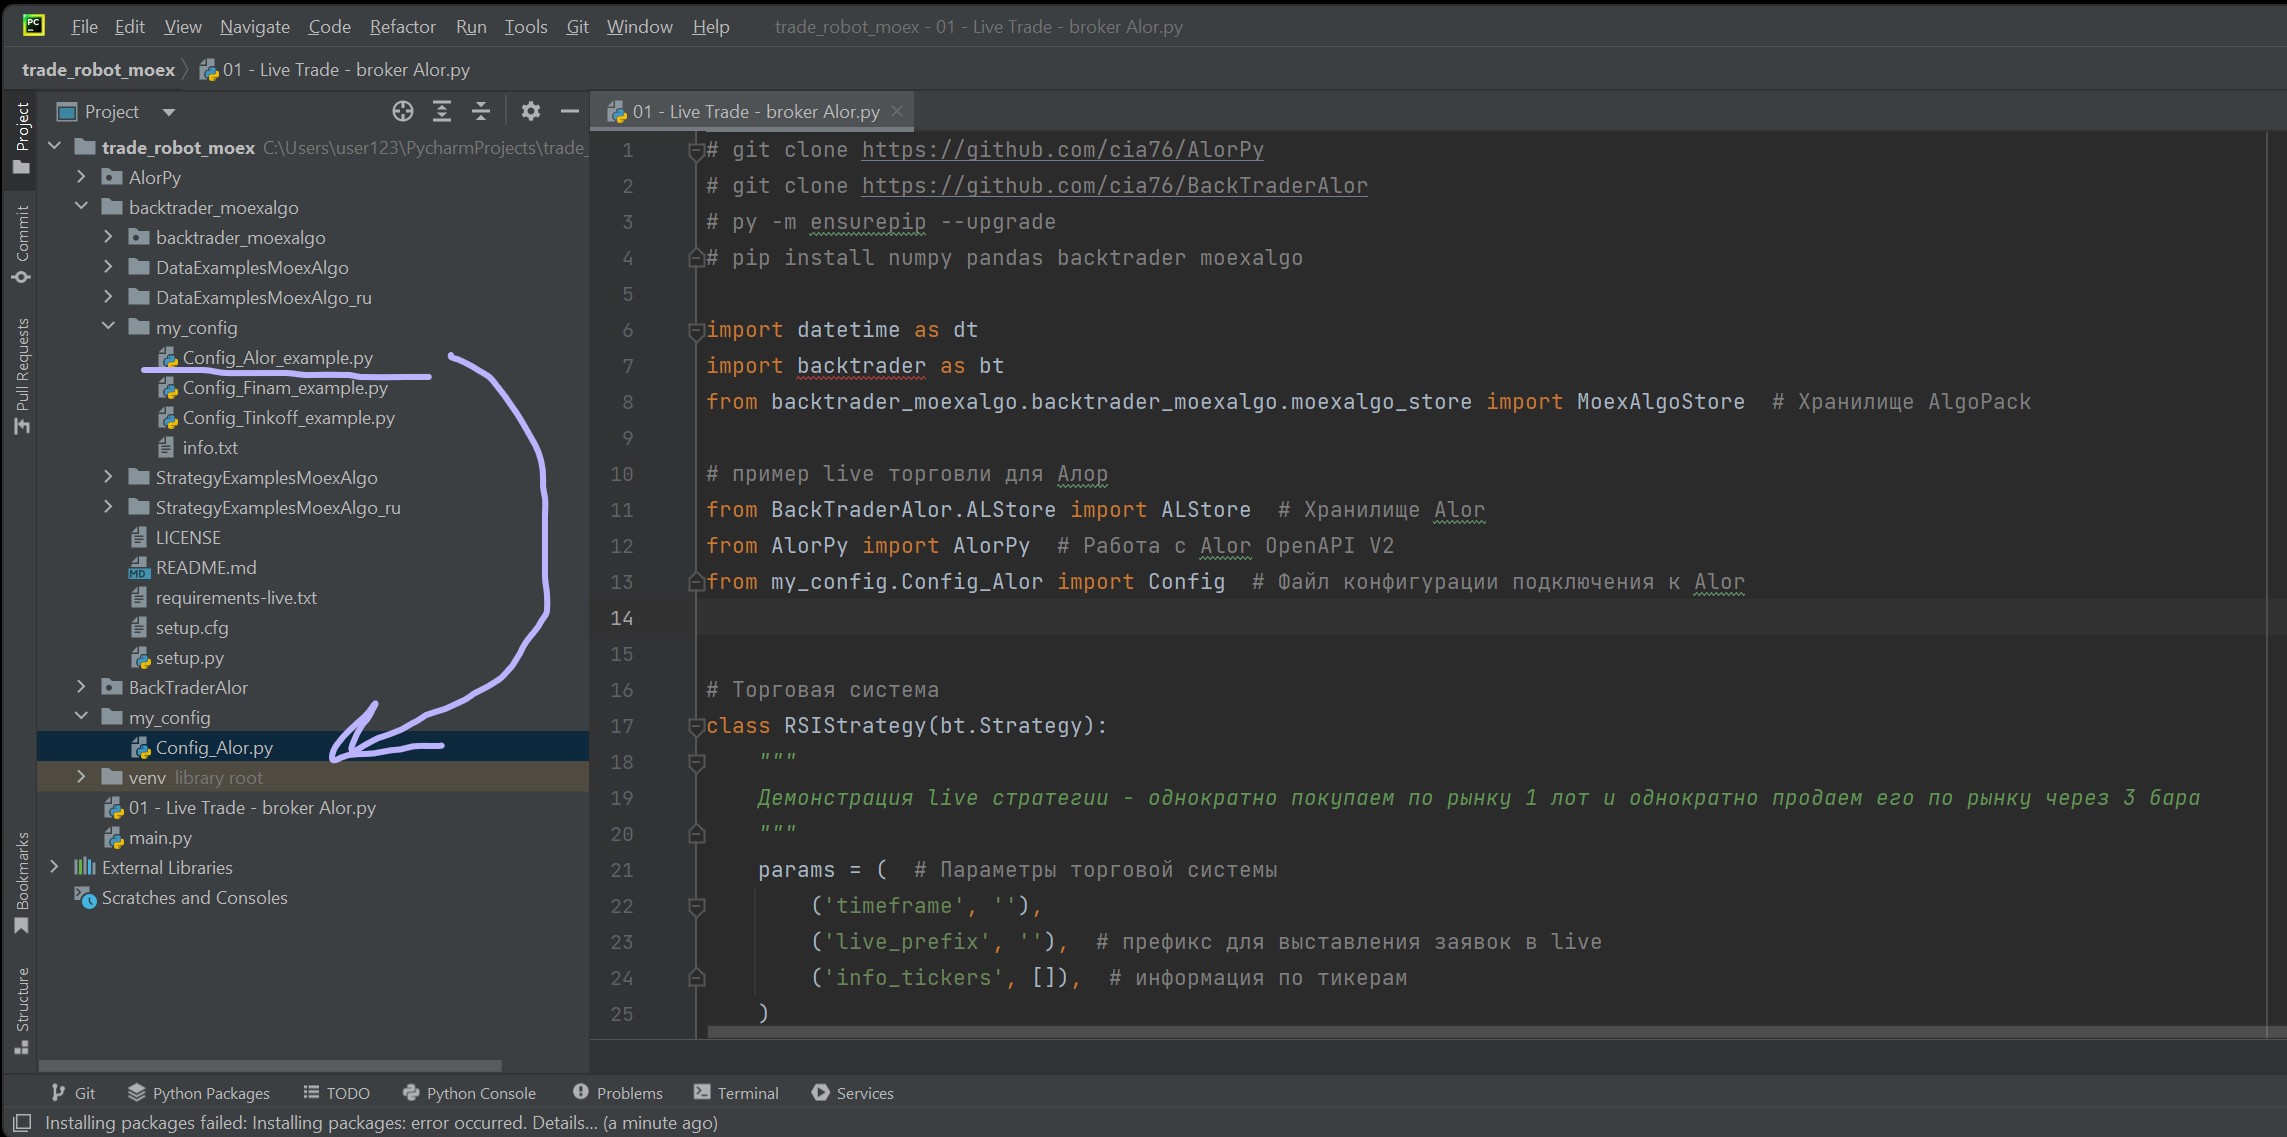 File Edit View Navigate Code Refactor Run Tools Git Window Help trade_robot_moex - 01 - Live Trade - broker Alor.py
trade_robot_moex 01 - Live Trade - broker Alor.py
Project
Commit
Pull Requests
Bookmarks
Structure
Project
trade_robot_moex C:\Users\user123\PycharmProjects\trade_
AlorPy
backtrader_moexalgo
backtrader_moexalgo
DataExamplesMoexAlgo
DataExamplesMoexAlgo_ru
my_config
Config_Alor_example.py
Config_Finam_example.py
Config_Tinkoff_example.py
info.txt
StrategyExamplesMoexAlgo
StrategyExamplesMoexAlgo_ru
LICENSE
README.md
requirements-live.txt
setup.cfg
setup.py
BackTraderAlor
my_config
Config_Alor.py
venv library root
01 - Live Trade - broker Alor.py
main.py
External Libraries
Scratches and Consoles
01 - Live Trade - broker Alor.py
1 # git clone https://github.com/cia76/AlorPy
2 # git clone https://github.com/cia76/BackTraderAlor
3 # py -m ensurepip --upgrade
4 # pip install numpy pandas backtrader moexalgo
5
6 import datetime as dt
7 import backtrader as bt
8 from backtrader_moexalgo.backtrader_moexalgo.moexalgo_store import MoexAlgoStore # Хранилище AlgoPack
9
10 # пример live торговли для Алор
11 from BackTraderAlor.ALStore import ALStore # Хранилище Alor
12 from AlorPy import AlorPy # Работа с Alor OpenAPI V2
13 from my_config.Config_Alor import Config # Файл конфигурации подключения к Alor
14
15
16 # Торговая система
17 class RSIStrategy(bt.Strategy):
18 """
19 Демонстрация live стратегии - однократно покупаем по рынку 1 лот и однократно продаем его по рынку через 3 бара
20 """
21 params = ( # Параметры торговой системы
22 ('timeframe', ''),
23 ('live_prefix', ''), # префикс для выставления заявок в live
24 ('info_tickers', []), # информация по тикерам
25 )
Git Python Packages TODO Python Console Problems Terminal Services
Installing packages failed: Installing packages: error occurred. Details... (a minute ago)